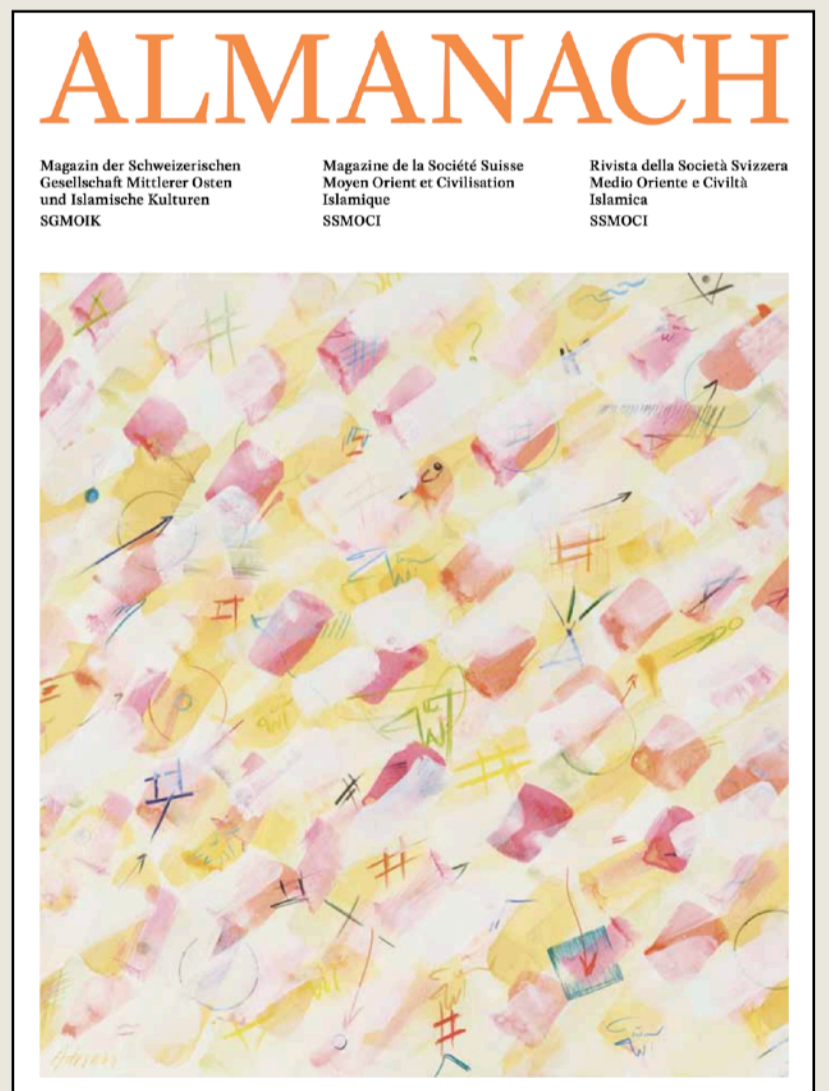 ALMANACH
Magazin der Schweizerischen
Gesellschaft Mittlerer Osten
und Islamische Kulturen
SGMOIK
Magazine de la Société Suisse
Moyen Orient et Civilisation
Islamique
SSMOCI
Rivista della Società Svizzera
Medio Oriente e Civiltà
Islamica
SSMOCI